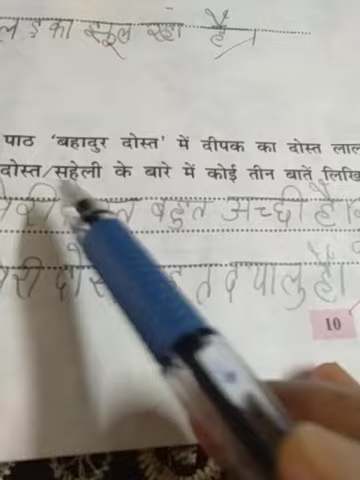 लड़का झूल रहा है।
पाठ 'बहादुर दोस्त' में दीपक का दोस्त लाल
दोस्त/सहेली के बारे में कोई तीन बातें लिखि
बहुत अच्छी है।
री दो त दयालु है।
10